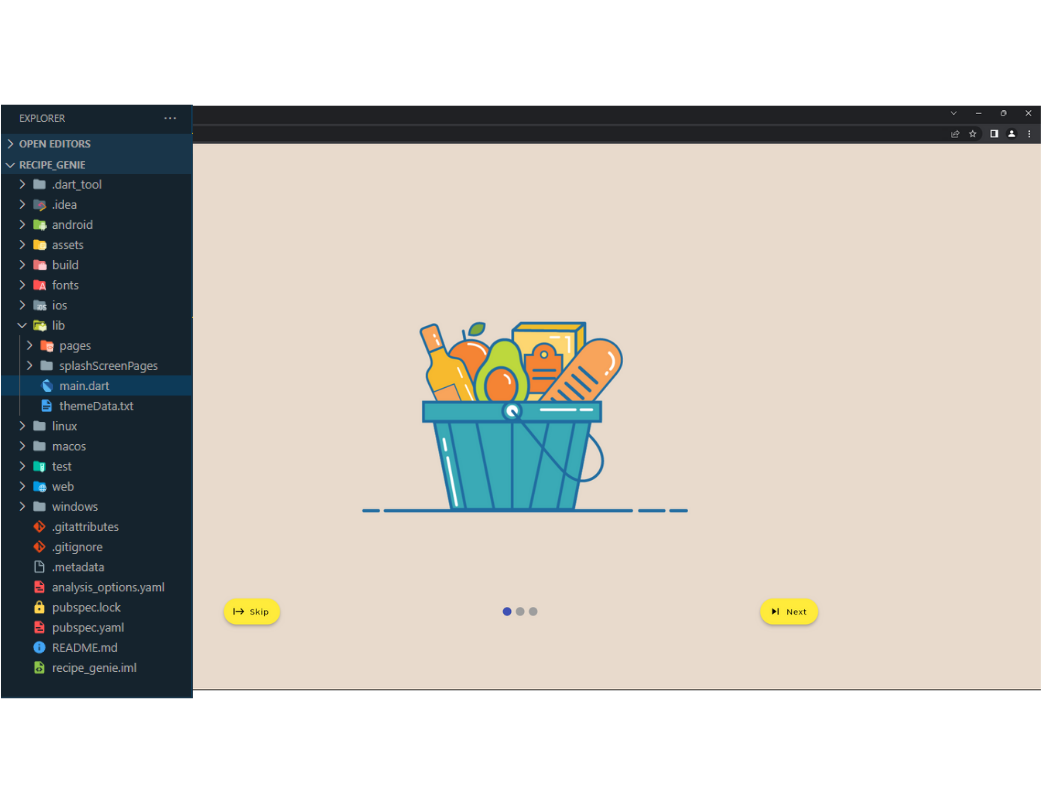 EXPLORER
OPEN EDITORS
RECIPE_GENIE
.dart_tool
.idea
android
assets
build
fonts
ios
lib
pages
splashScreenPages
main.dart
themeData.txt
linux
macos
test
web
windows
.gitattributes
.gitignore
.metadata
analysis_options.yaml
pubspec.lock
pubspec.yaml
README.md
recipe_genie.iml
Skip
Next